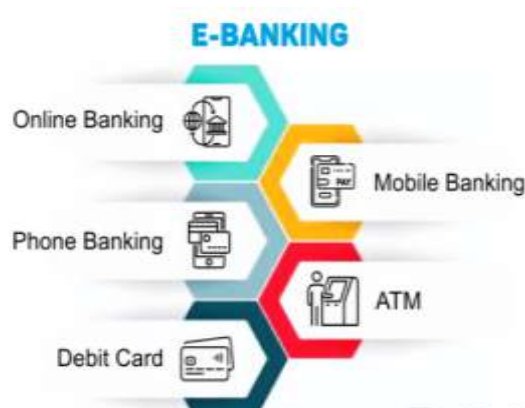 E-BANKING
Online Banking
PAY
Mobile Banking
Phone Banking
ATM
Debit Card